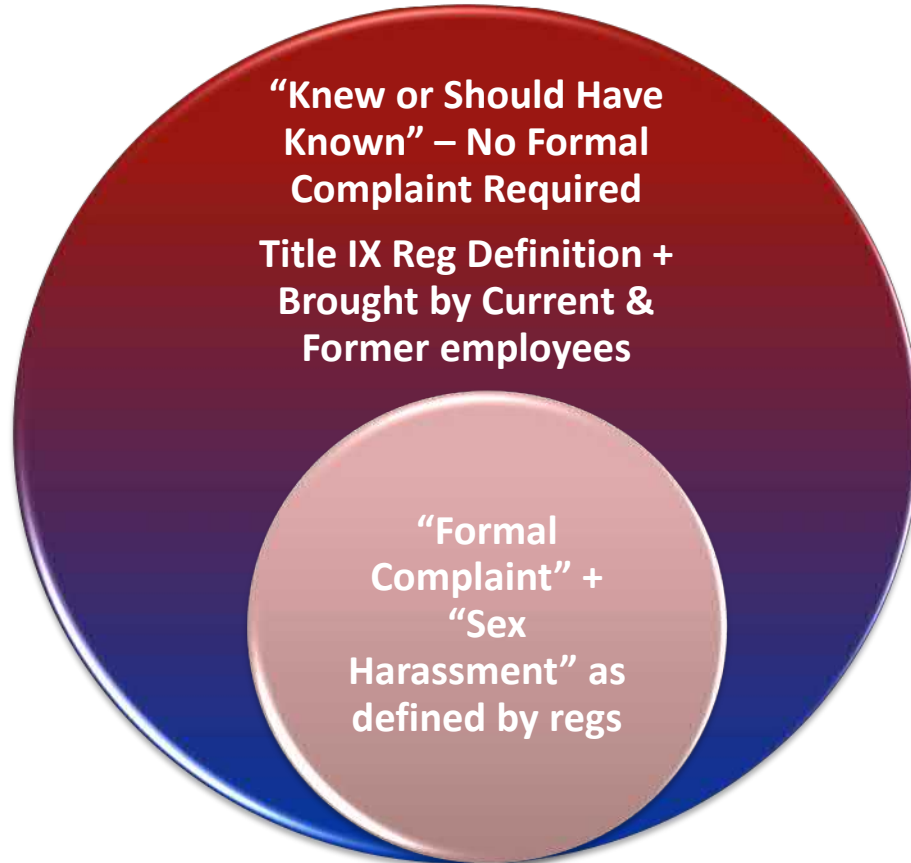 “Knew or Should Have
Known” – No Formal
Complaint Required
Title IX Reg Definition +
Brought by Current &
Former employees
“Formal
Complaint” +
“Sex
Harassment” as
defined by regs